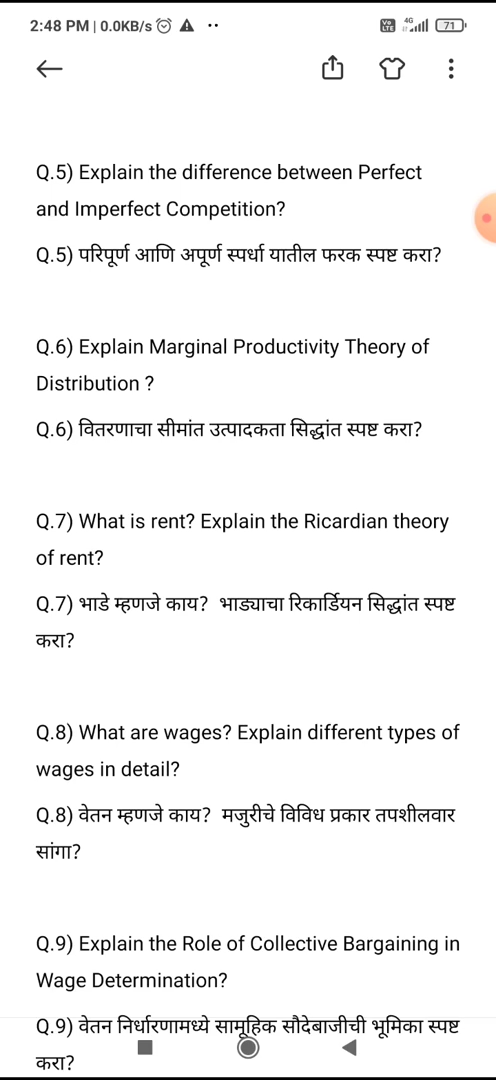 2:48 PM | 0.0KB/s
Vo LTE 4G 71
Q.5) Explain the difference between Perfect
and Imperfect Competition?
Q.5) परिपूर्ण आणि अपूर्ण स्पर्धा यातील फरक स्पष्ट करा?
Q.6) Explain Marginal Productivity Theory of
Distribution ?
Q.6) वितरणाचा सीमांत उत्पादकता सिद्धांत स्पष्ट करा?
Q.7) What is rent? Explain the Ricardian theory
of rent?
Q.7) भाडे म्हणजे काय? भाड्याचा रिकार्डियन सिद्धांत स्पष्ट
करा?
Q.8) What are wages? Explain different types of
wages in detail?
Q.8) वेतन म्हणजे काय? मजुरीचे विविध प्रकार तपशीलवार
सांगा?
Q.9) Explain the Role of Collective Bargaining in
Wage Determination?
Q.9) वेतन निर्धारणामध्ये सामूहिक सौदेबाजीची भूमिका स्पष्ट
करा?